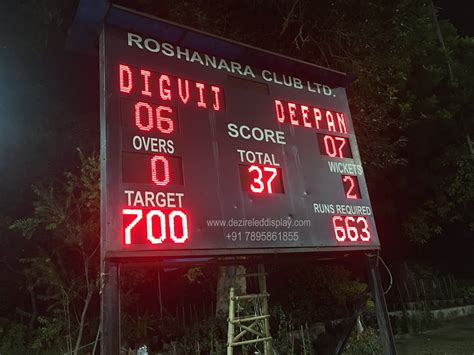 ROSHANARA CLUB LTD.
DIGVIJ DEEPAN
06 07
OVERS SCORE WICKETS
TOTAL
0 37 2
TARGET RUNS REQUIRED
700 663
www.dezireleddisplay.com
+91 7895861855